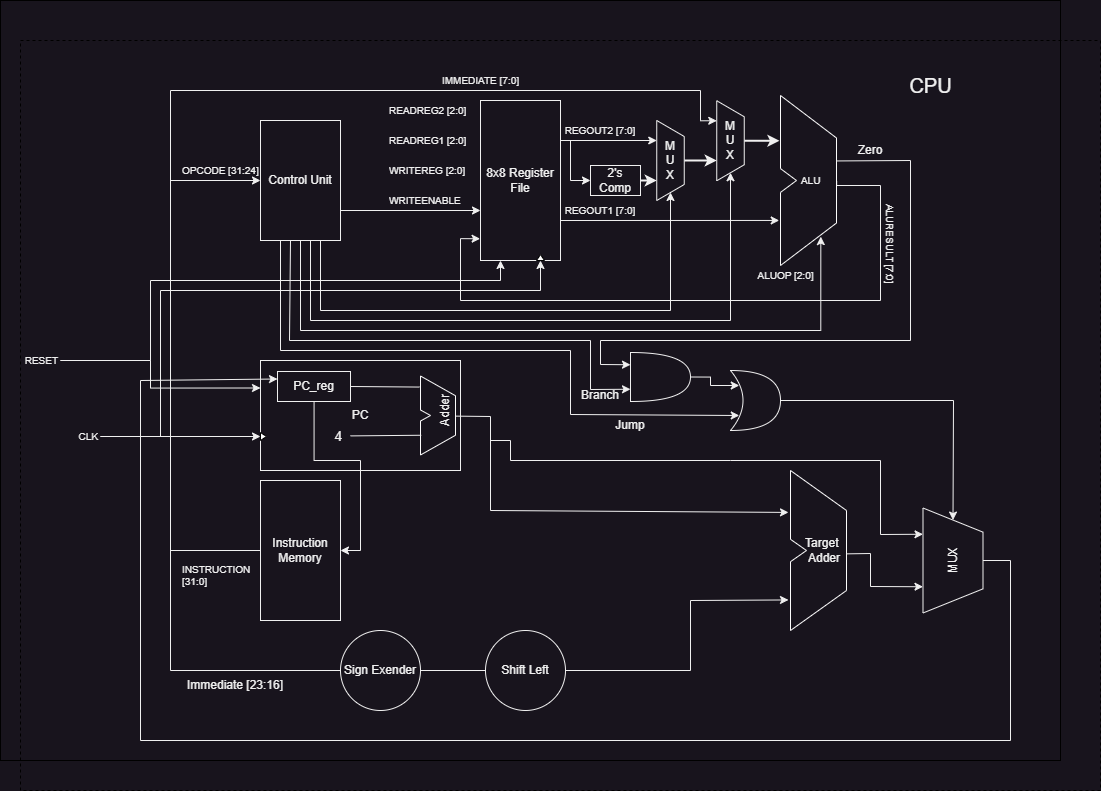 IMMEDIATE [7:0]
CPU
READREG2 [2:0]
REGOUT2 [7:0]
READREG1 [2:0]
WRITEREG [2:0]
WRITEENABLE
OPCODE [31:24]
Control Unit
8x8 Register
File
2's
Comp
REGOUT1 [7:0]
M
U
X
M
U
X
ALU
Zero
ALURESULT [7:0]
ALUOP [2:0]
RESET
PC_reg
PC
4
Adder
CLK
Branch
Jump
Instruction
Memory
INSTRUCTION
[31:0]
Target
Adder
MUX
Sign Exender
Shift Left
Immediate [23:16]